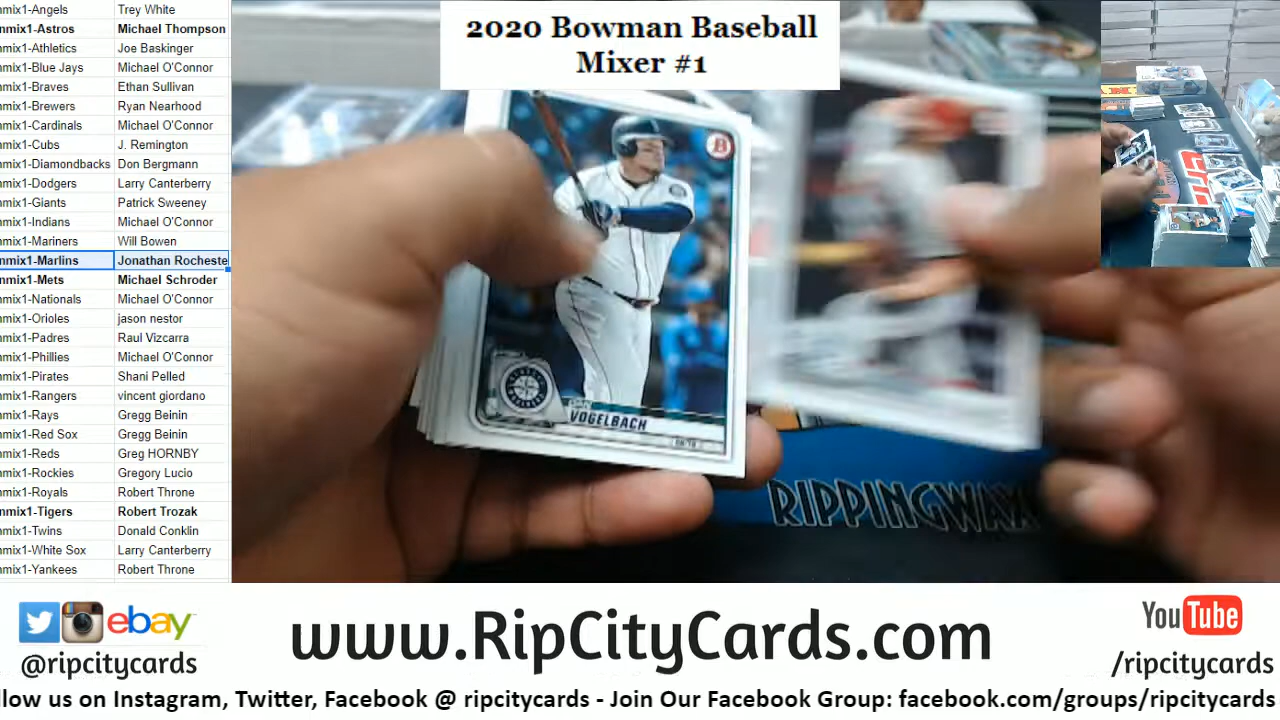 2020 Bowman Baseball
Mixer #1
nmix1-Angels Trey White
nmix1-Astros Michael Thompson
nmix1-Athletics Joe Baskinger
nmix1-Blue Jays Michael O'Connor
nmix1-Braves Ethan Sullivan
nmix1-Brewers Ryan Nearhood
nmix1-Cardinals Michael O'Connor
nmix1-Cubs J. Remington
nmix1-Diamondbacks Don Bergmann
nmix1-Dodgers Larry Canterberry
nmix1-Giants Patrick Sweeney
nmix1-Indians Michael O'Connor
nmix1-Mariners Will Bowen
nmix1-Marlins Jonathan Rocheste
nmix1-Mets Michael Schroder
nmix1-Nationals Michael O'Connor
nmix1-Orioles jason nestor
nmix1-Padres Raul Vizcarra
nmix1-Phillies Michael O'Connor
nmix1-Pirates Shani Pelled
nmix1-Rangers vincent giordano
nmix1-Rays Gregg Beinin
nmix1-Red Sox Gregg Beinin
nmix1-Reds Greg HORNBY
nmix1-Rockies Gregory Lucio
nmix1-Royals Robert Throne
nmix1-Tigers Robert Trozak
nmix1-Twins Donald Conklin
nmix1-White Sox Larry Canterberry
nmix1-Yankees Robert Throne
B
VOGELBACH
RIPPINGWAX
ebay
@ripcitycards
www.RipCityCards.com
YouTube
/ripcitycards
llow us on Instagram, Twitter, Facebook @ ripcitycards - Join Our Facebook Group: facebook.com/groups/ripcitycards